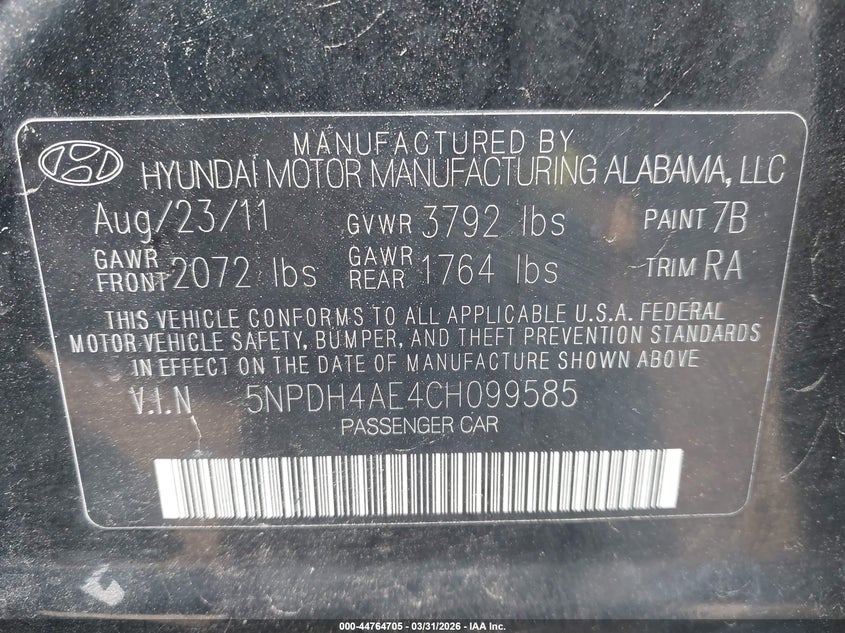 MANUFACTURED BY
HYUNDAI MOTOR MANUFACTURING ALABAMA, LLC
Aug/23/11 GVWR 3792 lbs PAINT 7B
GAWR FRONT 2072 lbs GAWR REAR 1764 lbs TRIM RA
THIS VEHICLE CONFORMS TO ALL APPLICABLE U.S.A. FEDERAL
MOTOR-VEHICLE SAFETY, BUMPER, AND THEFT PREVENTION STANDARDS
IN EFFECT ON THE DATE OF MANUFACTURE SHOWN ABOVE
V.I.N 5NPDH4AE4CH099585
PASSENGER CAR
000-44764705 - 03/31/2026 - IAA Inc.